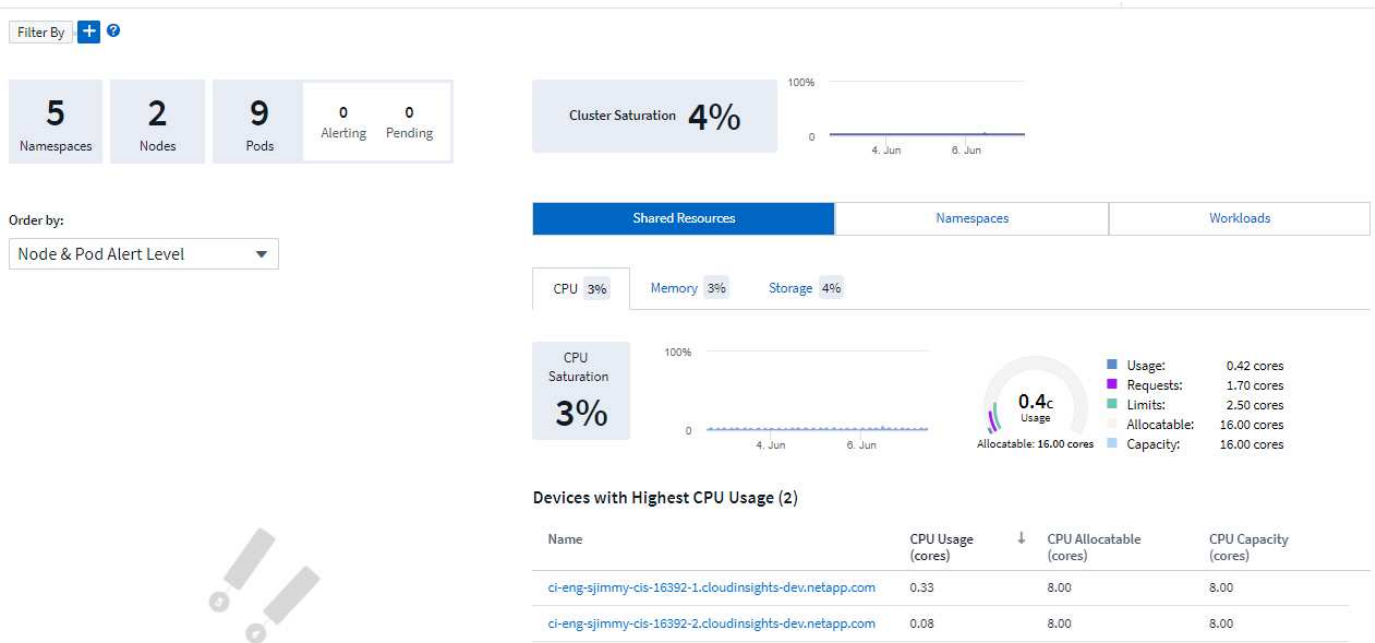 Filter By + ?
5
Namespaces
2
Nodes
9
Pods
0
Alerting
0
Pending
Cluster Saturation 4%
100%
0
4. Jun
6. Jun
Order by:
Node & Pod Alert Level
Shared Resources
Namespaces
Workloads
CPU 3%
Memory 3%
Storage 4%
CPU
Saturation
3%
100%
0
4. Jun
6. Jun
0.4c
Usage
Allocatable: 16.00 cores
Usage: 0.42 cores
Requests: 1.70 cores
Limits: 2.50 cores
Allocatable: 16.00 cores
Capacity: 16.00 cores
Devices with Highest CPU Usage (2)
Name CPU Usage ↓ CPU Allocatable CPU Capacity
(cores) (cores) (cores)
ci-eng-sjimmy-cis-16392-1.cloudinsights-dev.netapp.com 0.33 8.00 8.00
ci-eng-sjimmy-cis-16392-2.cloudinsights-dev.netapp.com 0.08 8.00 8.00